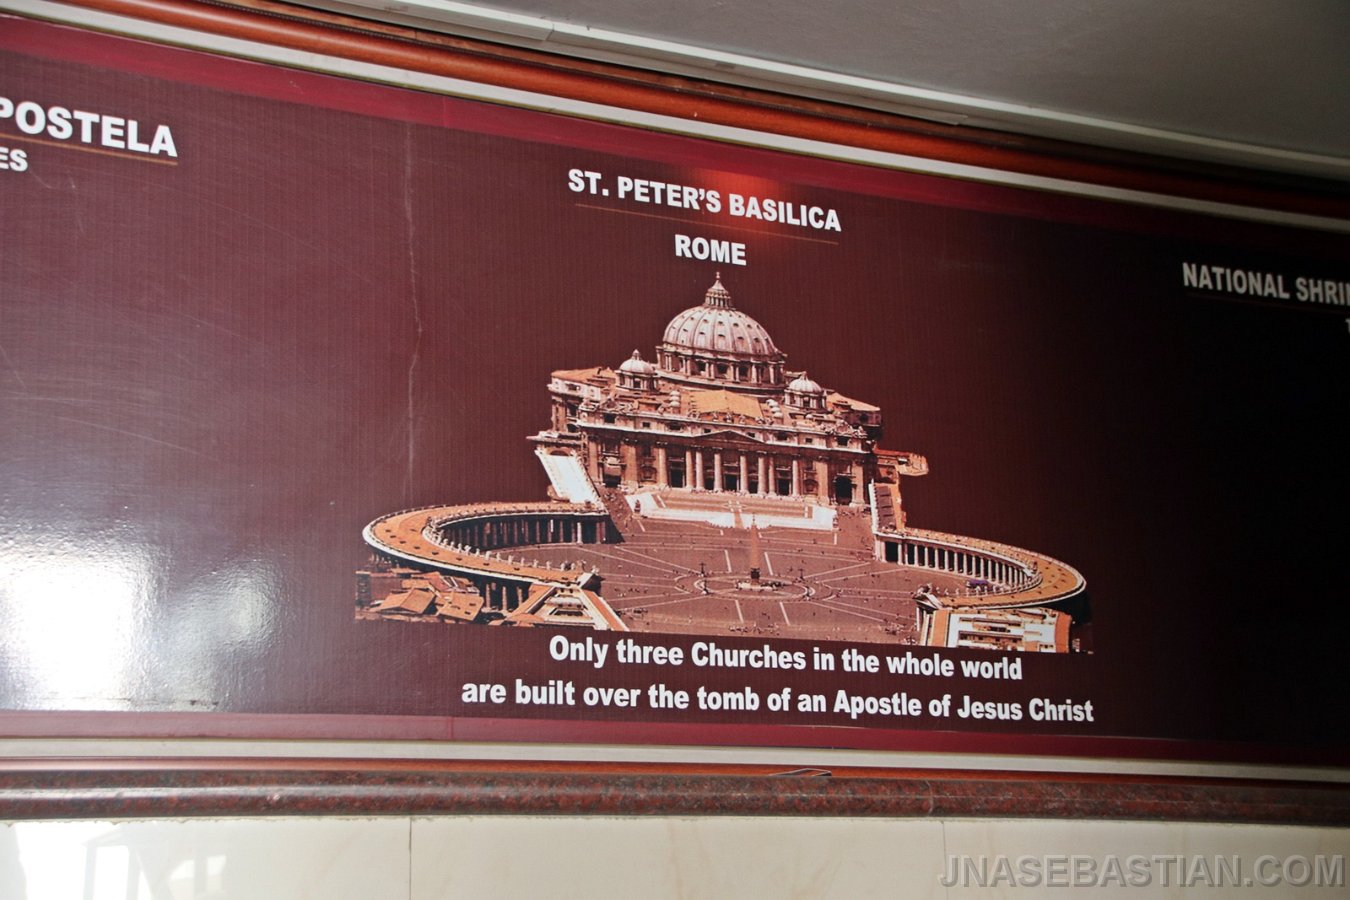 POSTELA
ES
ST. PETER'S BASILICA
ROME
NATIONAL SHRI
Only three Churches in the whole world
are built over the tomb of an Apostle of Jesus Christ
JNASEBASTIAN.COM